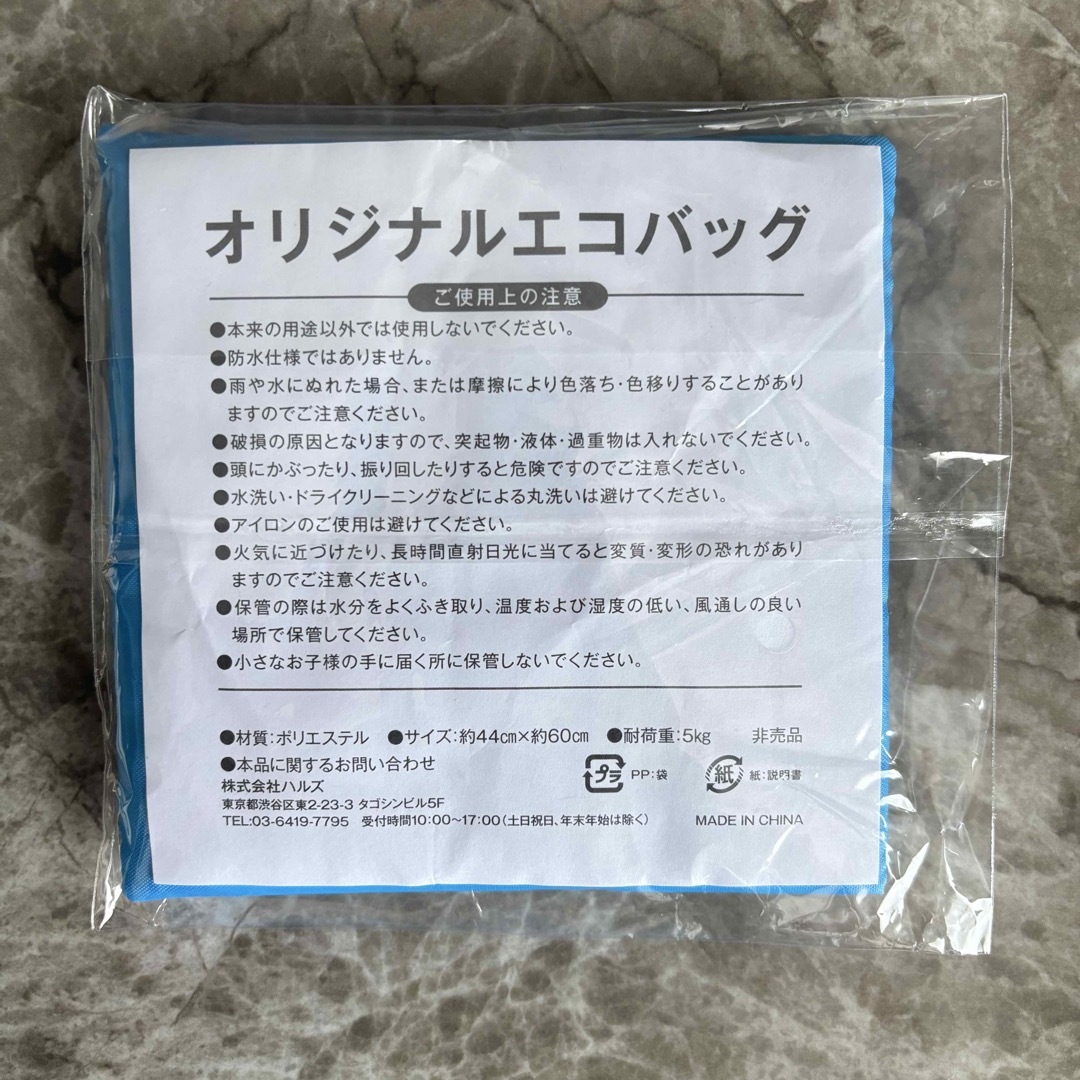 オリジナルエコバッグ
ご使用上の注意
●本来の用途以外では使用しないでください。
●防水仕様ではありません。
●雨や水にぬれた場合、または摩擦により色落ち・色移りすることがあり
ますのでご注意ください。
●破損の原因となりますので、突起物・液体・過重物は入れないでください。
●頭にかぶったり、振り回したりすると危険ですのでご注意ください。
●水洗い・ドライクリーニングなどによる丸洗いは避けてください。
●アイロンのご使用は避けてください。
●火気に近づけたり、長時間直射日光に当てると変質・変形の恐れがあり
ますのでご注意ください。
●保管の際は水分をよくふき取り、温度および湿度の低い、風通しの良い
場所で保管してください。
●小さなお子様の手に届く所に保管しないでください。
●材質:ポリエステル ●サイズ:約44㎝×約60㎝ ●耐荷重:5kg 非売品
●本品に関するお問い合わせ
株式会社ハルズ
東京都渋谷区東2-23-3 タゴシンビル5F
TEL:03-6419-7795 受付時間10:00〜17:00(土日祝日、年末年始は除く)
プラ PP:袋 紙 紙:説明書
MADE IN CHINA